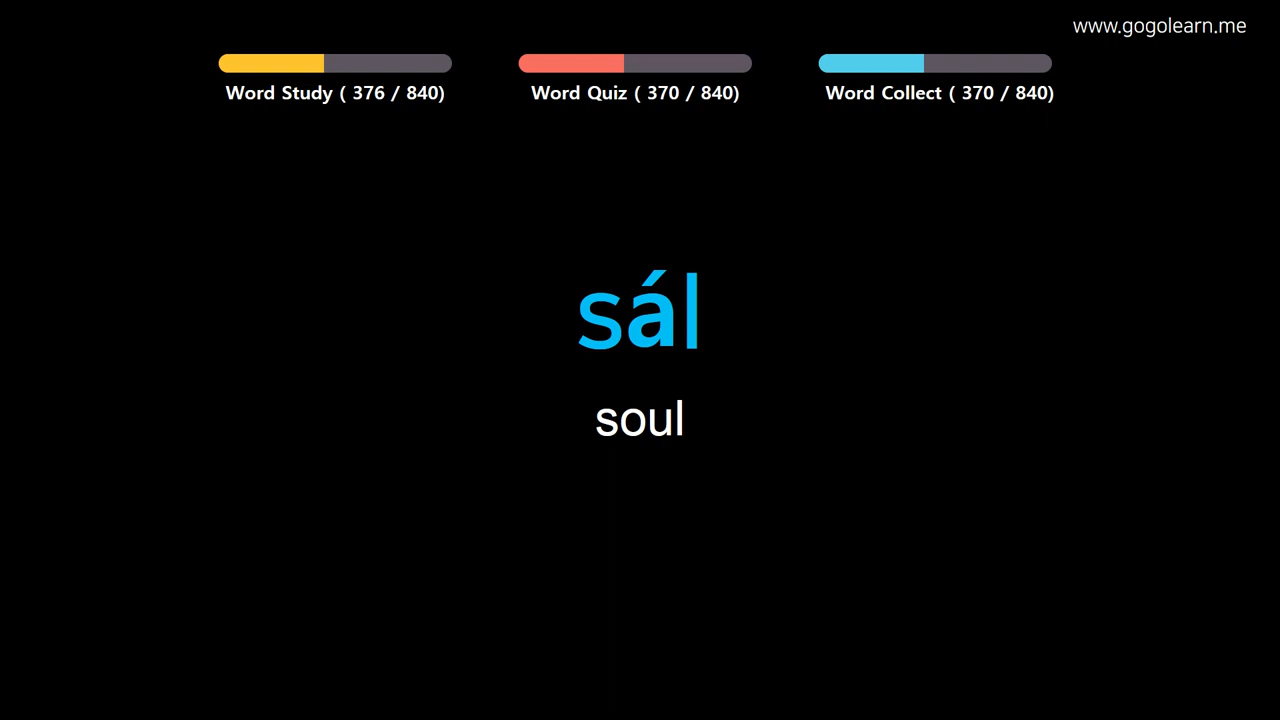 www.gogolearn.me
Word Study ( 376 / 840)
Word Quiz ( 370 / 840)
Word Collect ( 370 / 840)
sál
soul